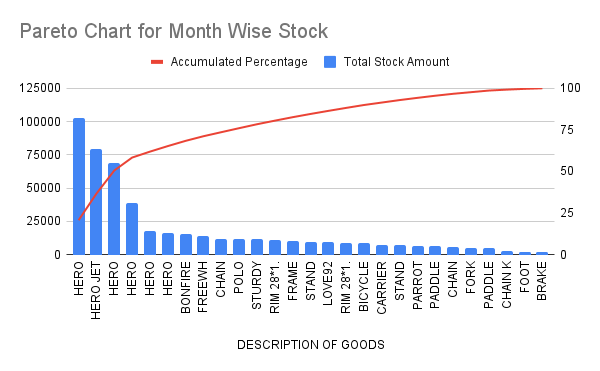 Pareto Chart for Month Wise Stock
Accumulated Percentage
Total Stock Amount
125000
100000
75000
50000
25000
0
100
75
50
25
0
HERO
HERO JET
HERO
HERO
HERO
HERO
BONFIRE
FREEWH
CHAIN
POLO
STURDY
RIM 28*1.
FRAME
STAND
LOVE92
RIM 28*1.
BICYCLE
CARRIER
STAND
PARROT
PADDLE
CHAIN
FORK
PADDLE
CHAIN K
FOOT
BRAKE
DESCRIPTION OF GOODS